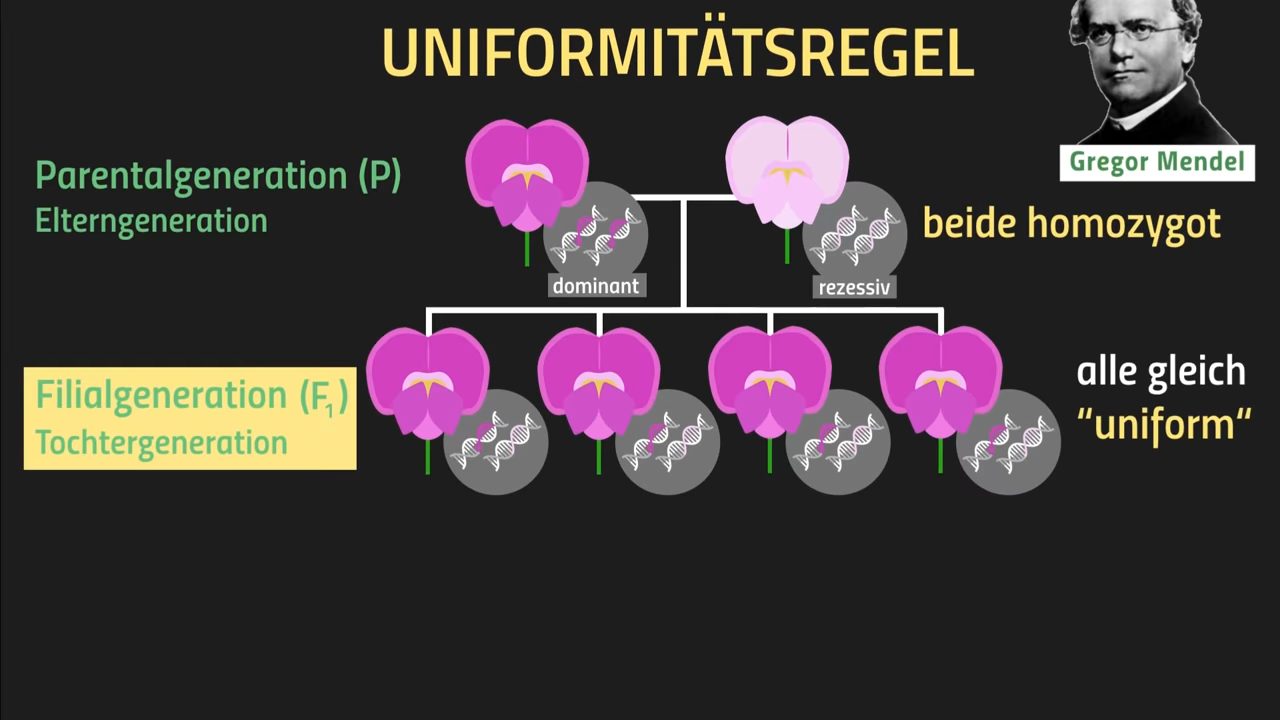 UNIFORMITÄTSREGEL
Gregor Mendel
Parentalgeneration (P)
Elterngeneration
beide homozygot
dominant
rezessiv
Filialgeneration (F₁)
Tochtergeneration
alle gleich
“uniform“